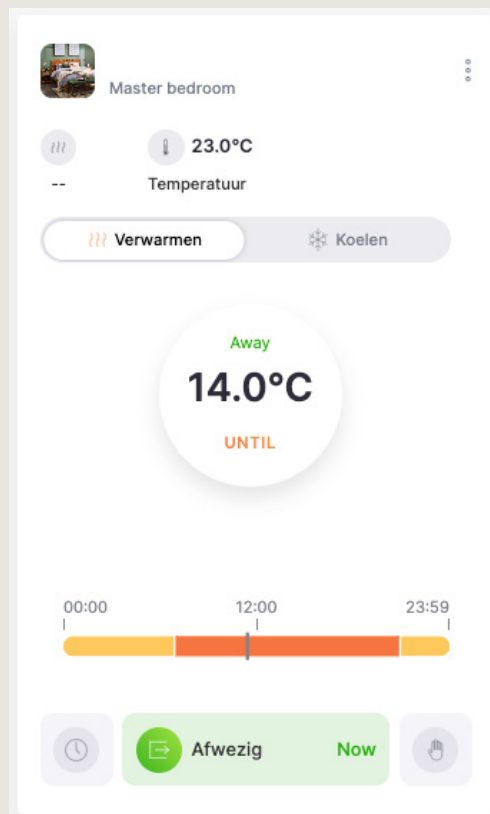 Master bedroom
23.0°C
--
Temperatuur
Verwarmen
Koelen
Away
14.0°C
UNTIL
00:00 12:00 23:59
Afwezig Now